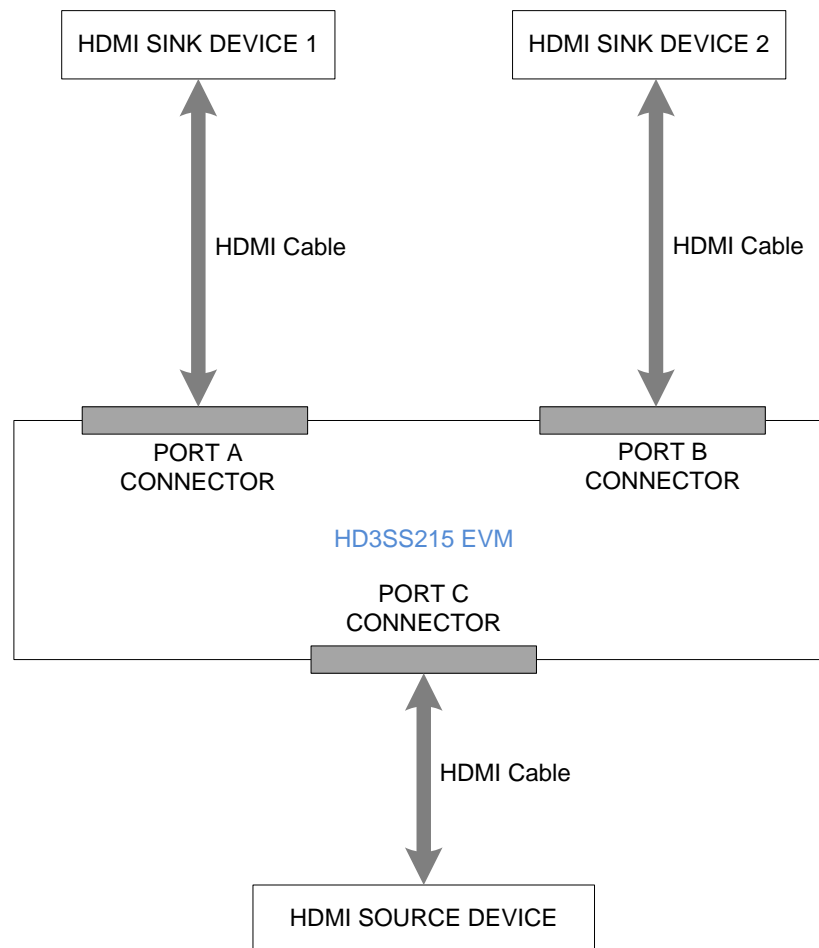 HDMI SINK DEVICE 1
HDMI SINK DEVICE 2
HDMI Cable
HDMI Cable
PORT A
CONNECTOR
PORT B
CONNECTOR
HD3SS215 EVM
PORT C
CONNECTOR
HDMI Cable
HDMI SOURCE DEVICE